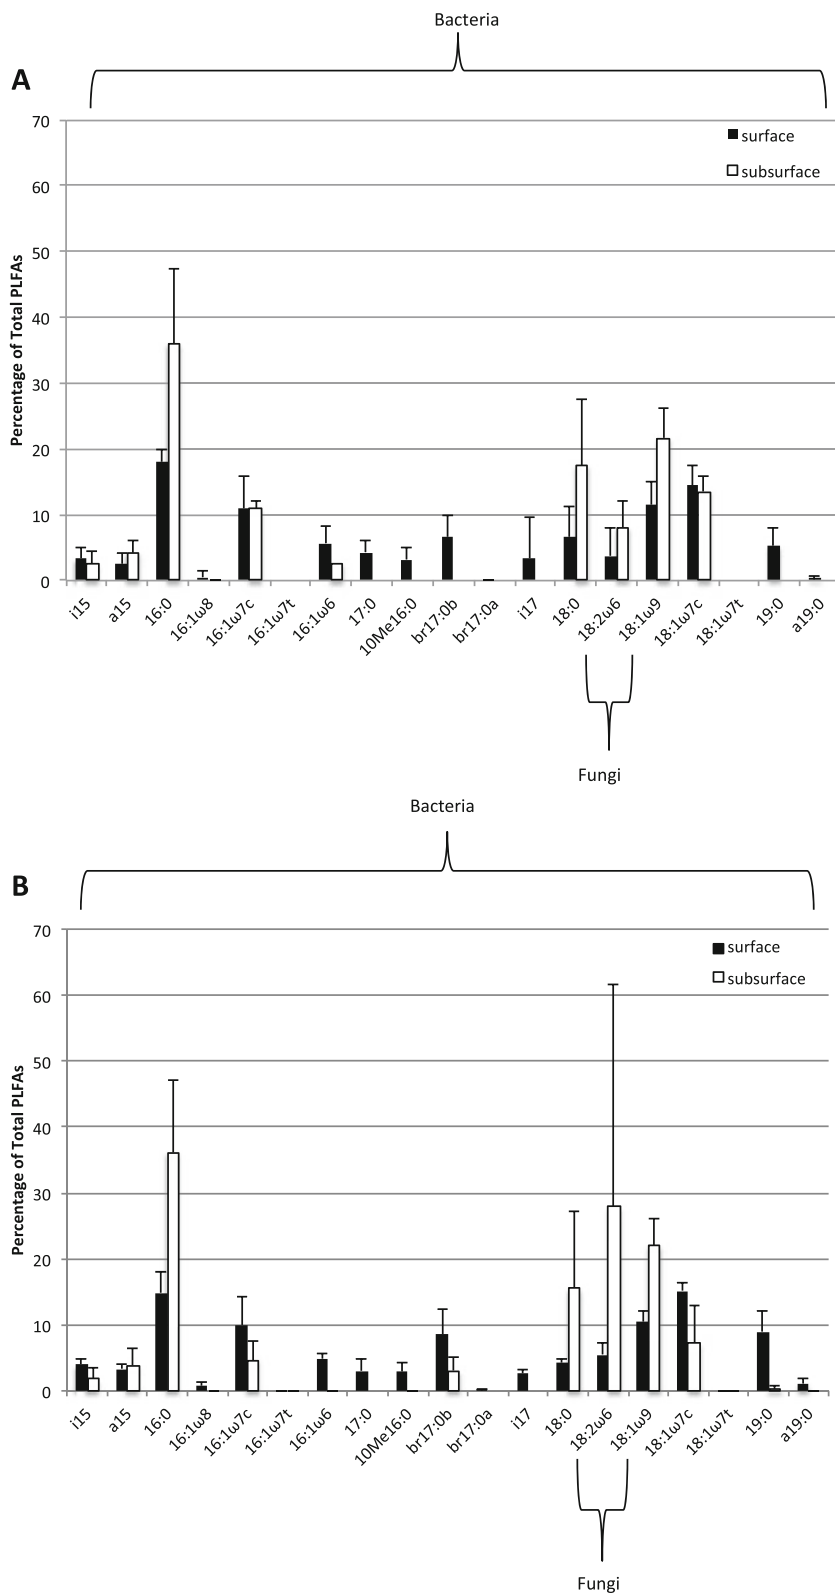 Bacteria
A
70
60
50
40
30
20
10
0
Percentage of Total PLFAs
surface
subsurface
i15
a15
16:0
16:1ω8
16:1ω7c
16:1ω7t
16:1ω6
17:0
10Me16:0
br17:0b
br17:0a
i17
18:0
18:2ω6
18:1ω9
18:1ω7c
18:1ω7t
19:0
a19:0
Fungi
Bacteria
B
70
60
50
40
30
20
10
0
Percentage of Total PLFAs
surface
subsurface
i15
a15
16:0
16:1ω8
16:1ω7c
16:1ω7t
16:1ω6
17:0
10Me16:0
br17:0b
br17:0a
i17
18:0
18:2ω6
18:1ω9
18:1ω7c
18:1ω7t
19:0
a19:0
Fungi